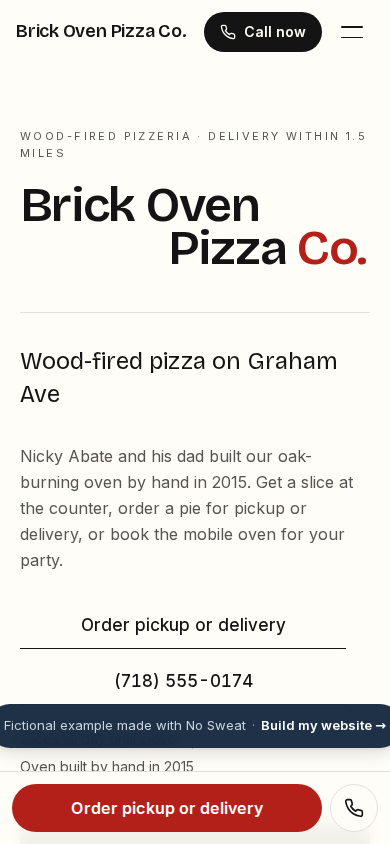 Brick Oven Pizza Co.
Call now
WOOD-FIRED PIZZERIA · DELIVERY WITHIN 1.5
MILES
Brick Oven
Pizza Co.
Wood-fired pizza on Graham
Ave
Nicky Abate and his dad built our oak-
burning oven by hand in 2015. Get a slice at
the counter, order a pie for pickup or
delivery, or book the mobile oven for your
party.
Order pickup or delivery
(718) 555-0174
Fictional example made with No Sweat · Build my website →
Oven built by hand in 2015
Order pickup or delivery